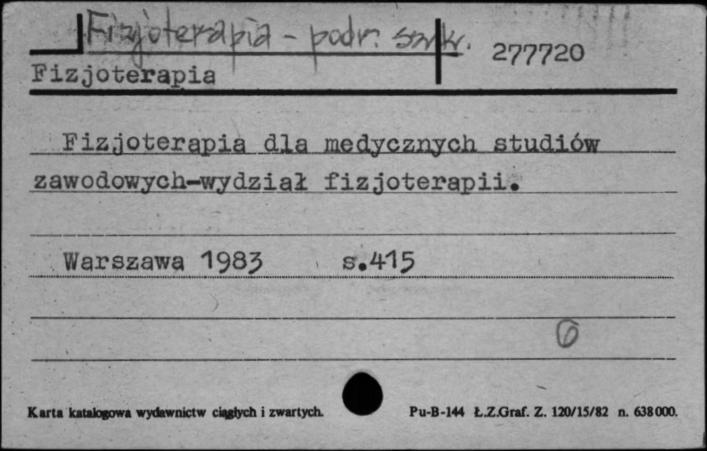 Fizjoterapia - podr. szk.
277720
Fizjoterapia
Fizjoterapia dla medycznych studiów
zawodowych-wydział fizjoterapii.
Warszawa 1983 s.415
6
Karta katalogowa wydawnictw ciągłych i zwartych. Pu-B-144 Ł.Z.Graf. Z. 120/15/82 n. 638000.